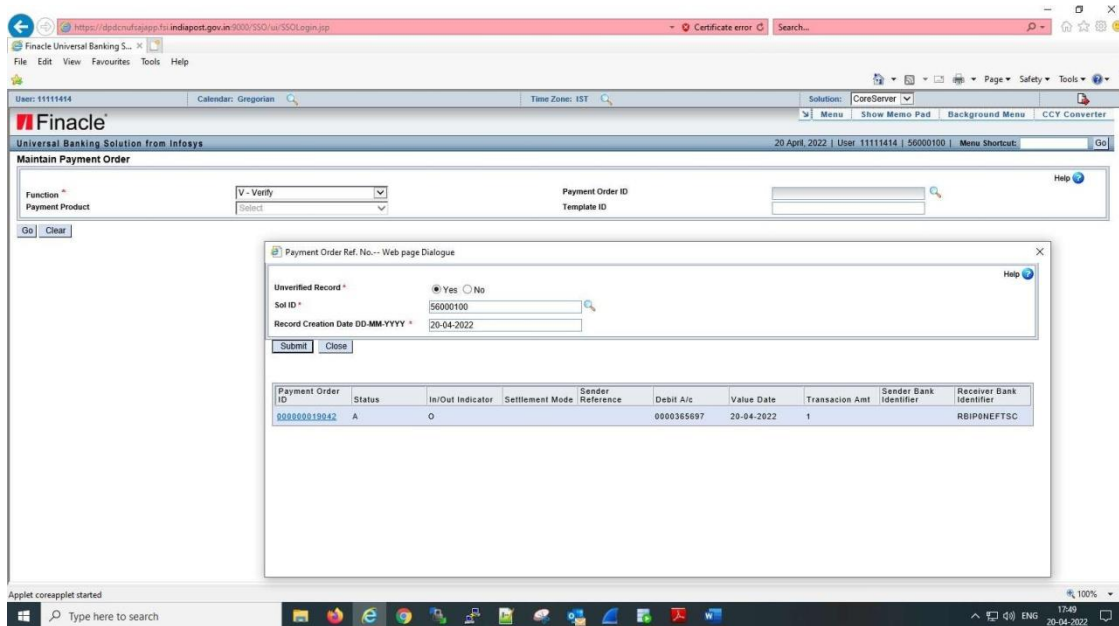 https://dpdcnufsajapp.fsi.indiapost.gov.in:9000/SSO/ui/SSOLogin.jsp Certificate error Search...
Finacle Universal Banking S...
File Edit View Favourites Tools Help
Page Safety Tools
User: 11111414 Calendar: Gregorian Time Zone: IST Solution: CoreServer
Finacle
Menu Show Memo Pad Background Menu CCY Converter
Universal Banking Solution from Infosys 20 April, 2022 | User 11111414 | 56000100 | Menu Shortcut: Go
Maintain Payment Order
Help ?
Function * V - Verify Payment Order ID
Payment Product Select Template ID
Go Clear
Payment Order Ref. No.-- Web page Dialogue
Help ?
Unverified Record * Yes No
Sol ID * 56000100
Record Creation Date DD-MM-YYYY * 20-04-2022
Submit Close
Payment Order ID Status In/Out Indicator Settlement Mode Sender Reference Debit A/c Value Date Transacion Amt Sender Bank Identifier Receiver Bank Identifier
000000019042 A O 0000365697 20-04-2022 1 RBIP0NEFTSC
Applet coreapplet started 100%
Type here to search ENG 17:49
20-04-2022